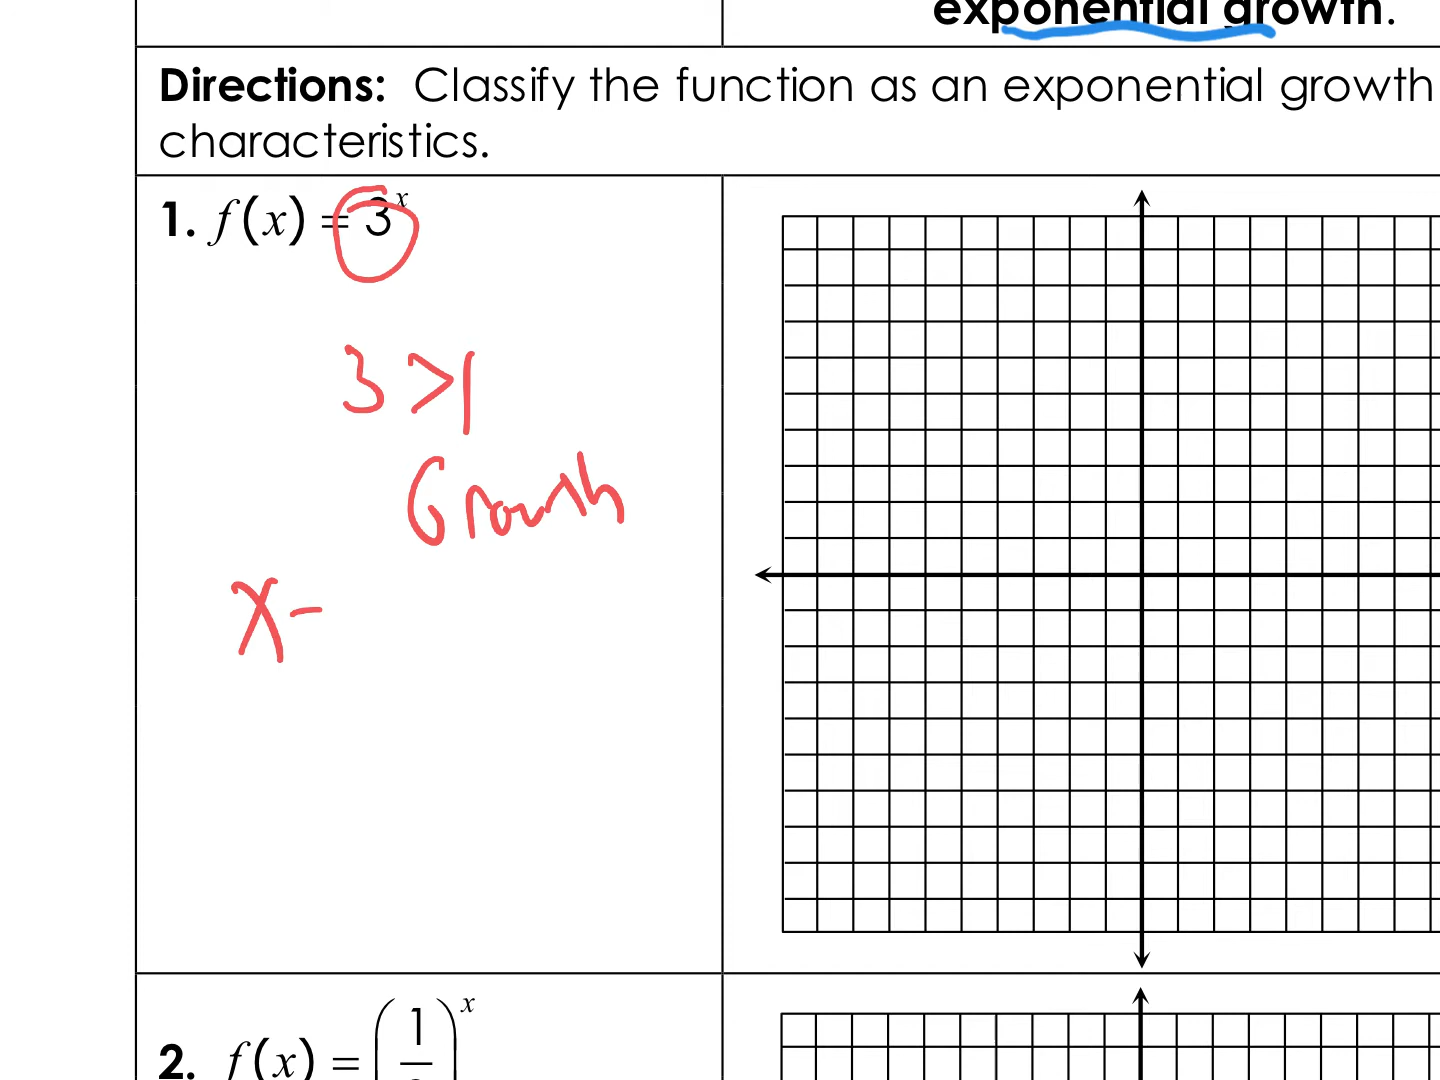 exponential growth.
Directions: Classify the function as an exponential growth
characteristics.
1. f(x) = 3^x
3 > 1
Growth
x -
2. f(x) = (1/
x